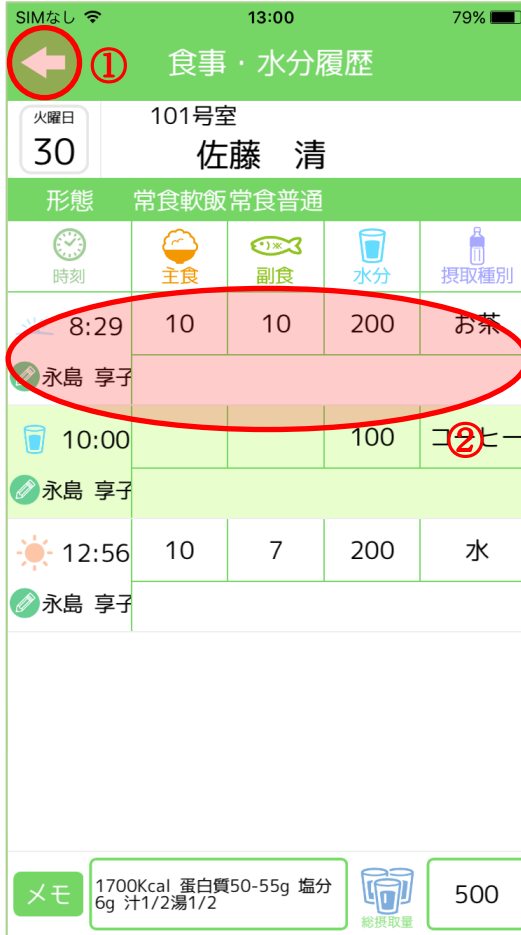 SIMなし 13:00 79%
① 食事・水分履歴
火曜日 101号室
30 佐藤 清
形態 常食軟飯 常食普通
時刻 主食 副食 水分 摂取種別
8:29 10 10 200 お茶
永島 享子
10:00 100 コーヒー
②
永島 享子
12:56 10 7 200 水
永島 享子
メモ 1700Kcal 蛋白質50-55g 塩分
6g 汁1/2湯1/2
総摂取量 500